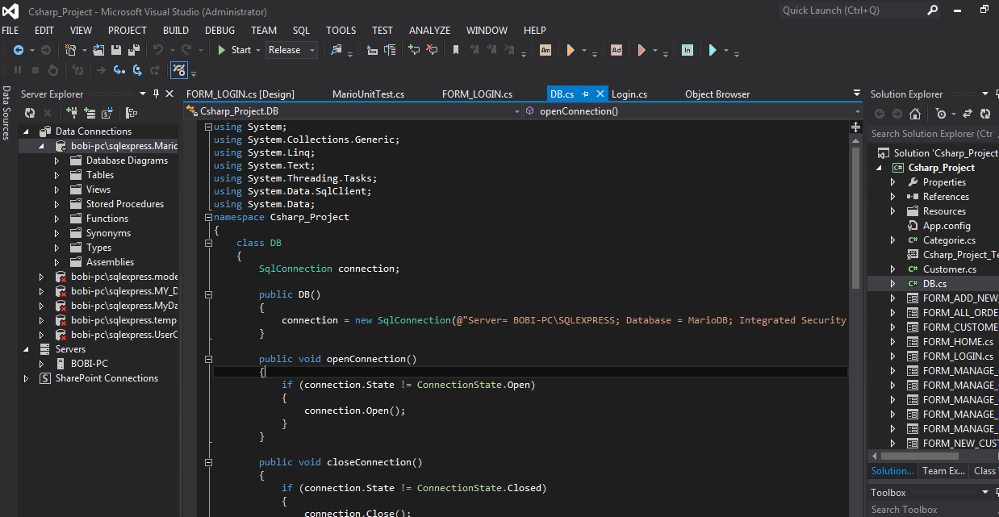 Csharp_Project - Microsoft Visual Studio (Administrator)
Quick Launch (Ctrl+Q)
FILE EDIT VIEW PROJECT BUILD DEBUG TEAM SQL TOOLS TEST ANALYZE WINDOW HELP
Start Release Am Ad In
Data Sources
Server Explorer
Data Connections
bobi-pc\sqlexpress.Mario
Database Diagrams
Tables
Views
Stored Procedures
Functions
Synonyms
Types
Assemblies
bobi-pc\sqlexpress.mode
bobi-pc\sqlexpress.MY_D
bobi-pc\sqlexpress.MyDa
bobi-pc\sqlexpress.temp
bobi-pc\sqlexpress.UserC
Servers
BOBI-PC
SharePoint Connections
FORM_LOGIN.cs [Design] MarioUnitTest.cs FORM_LOGIN.cs DB.cs Login.cs Object Browser
Csharp_Project.DB openConnection()
using System;
using System.Collections.Generic;
using System.Linq;
using System.Text;
using System.Threading.Tasks;
using System.Data.SqlClient;
using System.Data;
namespace Csharp_Project
{
class DB
{
SqlConnection connection;
public DB()
{
connection = new SqlConnection(@"Server= BOBI-PC\SQLEXPRESS; Database = MarioDB; Integrated Security
}
public void openConnection()
{
if (connection.State != ConnectionState.Open)
{
connection.Open();
}
}
public void closeConnection()
{
if (connection.State != ConnectionState.Closed)
{
connection.Close();
Solution Explorer
Search Solution Explorer (Ctr
Solution 'Csharp_Project
Csharp_Project
Properties
References
Resources
App.config
Categorie.cs
Csharp_Project_Te
Customer.cs
DB.cs
FORM_ADD_NEW_
FORM_ALL_ORDE
FORM_CUSTOME
FORM_HOME.cs
FORM_LOGIN.cs
FORM_MANAGE_
FORM_MANAGE_
FORM_MANAGE_
FORM_MANAGE_
FORM_MANAGE_
FORM_NEW_CUST
Solution... Team Ex... Class
Toolbox
Search Toolbox